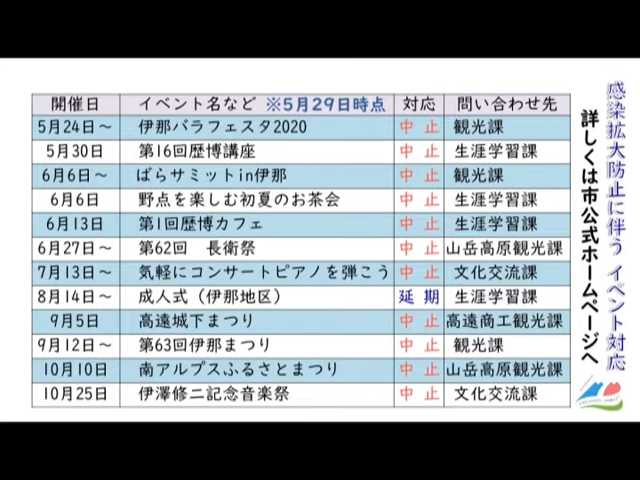 感染拡大防止に伴う イベント対応
詳しくは市公式ホームページへ
開催日 イベント名など ※5月29日時点 対応 問い合わせ先
5月24日～ 伊那バラフェスタ2020 中 止 観光課
5月30日 第16回歴博講座 中 止 生涯学習課
6月6日～ ばらサミットin伊那 中 止 観光課
6月6日 野点を楽しむ初夏のお茶会 中 止 生涯学習課
6月13日 第1回歴博カフェ 中 止 生涯学習課
6月27日～ 第62回 長衛祭 中 止 山岳高原観光課
7月13日～ 気軽にコンサートピアノを弾こう 中 止 文化交流課
8月14日～ 成人式（伊那地区） 延 期 生涯学習課
9月5日 高遠城下まつり 中 止 高遠商工観光課
9月12日～ 第63回伊那まつり 中 止 観光課
10月10日 南アルプスふるさとまつり 中 止 山岳高原観光課
10月25日 伊澤修二記念音楽祭 中 止 文化交流課